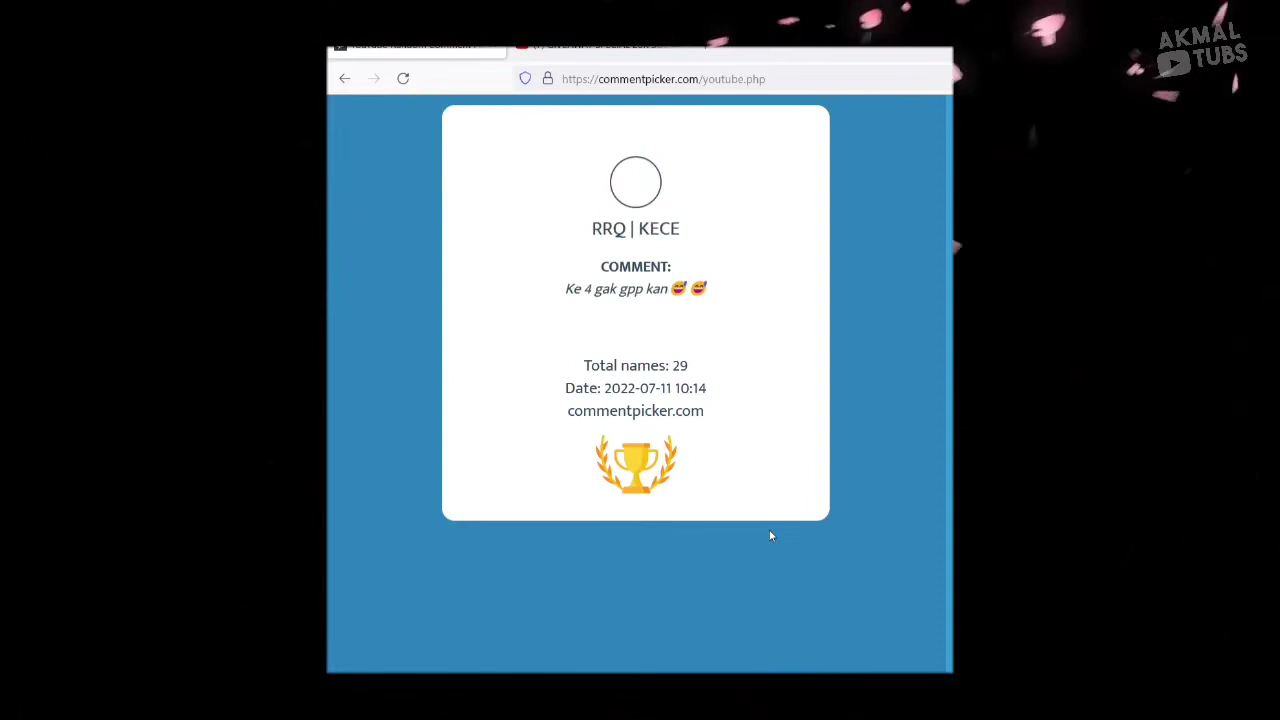 AKMAL
TUBS
https://commentpicker.com/youtube.php
RRQ | KECE
COMMENT:
Ke 4 gak gpp kan 😅 😅
Total names: 29
Date: 2022-07-11 10:14
commentpicker.com